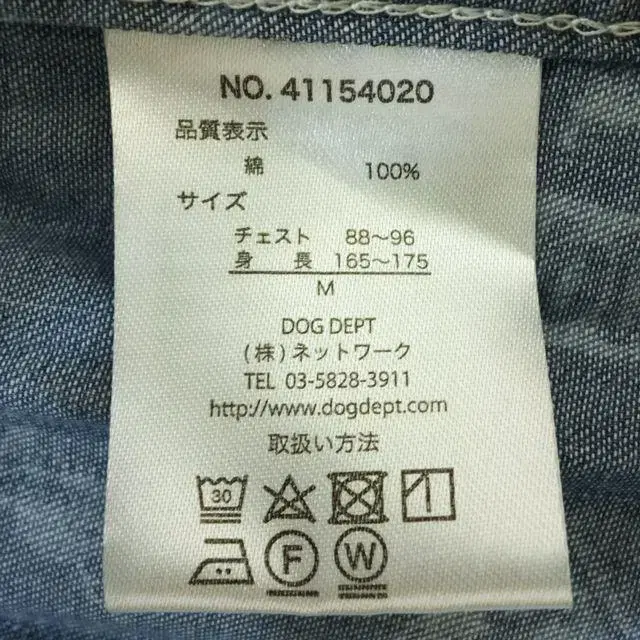 NO. 41154020
品質表示
綿 100%
サイズ
チェスト 88~96
身 長 165~175
M
DOG DEPT
(株)ネットワーク
TEL 03-5828-3911
http://www.dogdept.com
取扱い方法
30
M F W